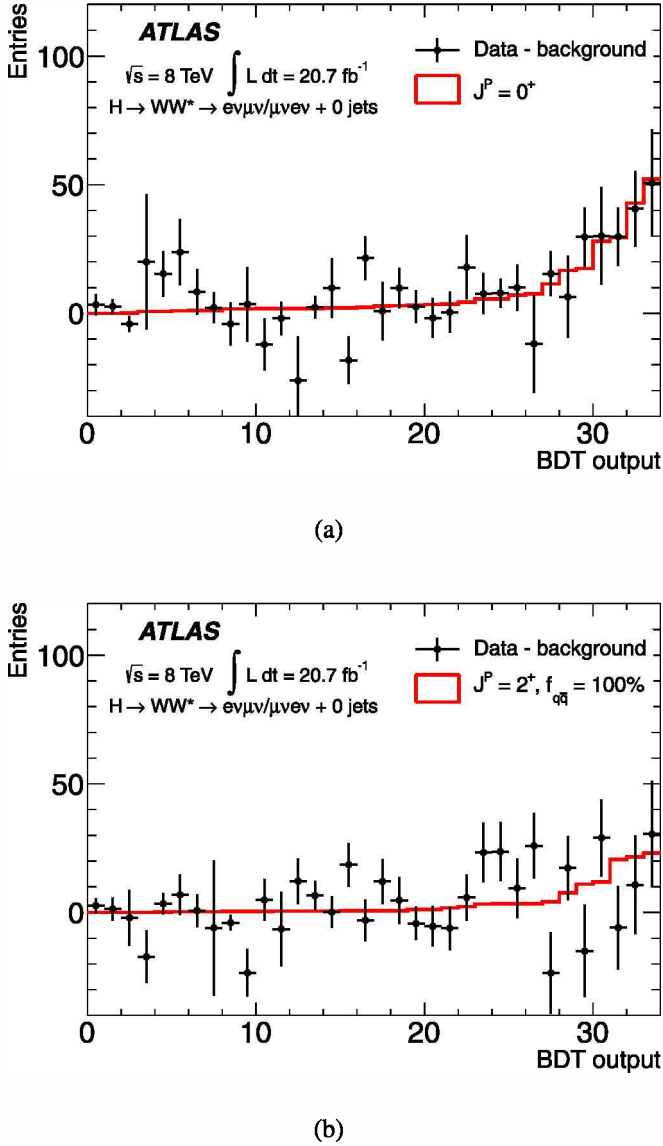 Entries
100
50
0
ATLAS
√s = 8 TeV ∫ L dt = 20.7 fb⁻¹
H → WW* → eνμν/μνeν + 0 jets
Data - background
Jᴾ = 0⁺
0 10 20 30
BDT output
(a)
Entries
100
50
0
ATLAS
√s = 8 TeV ∫ L dt = 20.7 fb⁻¹
H → WW* → eνμν/μνeν + 0 jets
Data - background
Jᴾ = 2⁺, f_qq̄ = 100%
0 10 20 30
BDT output
(b)